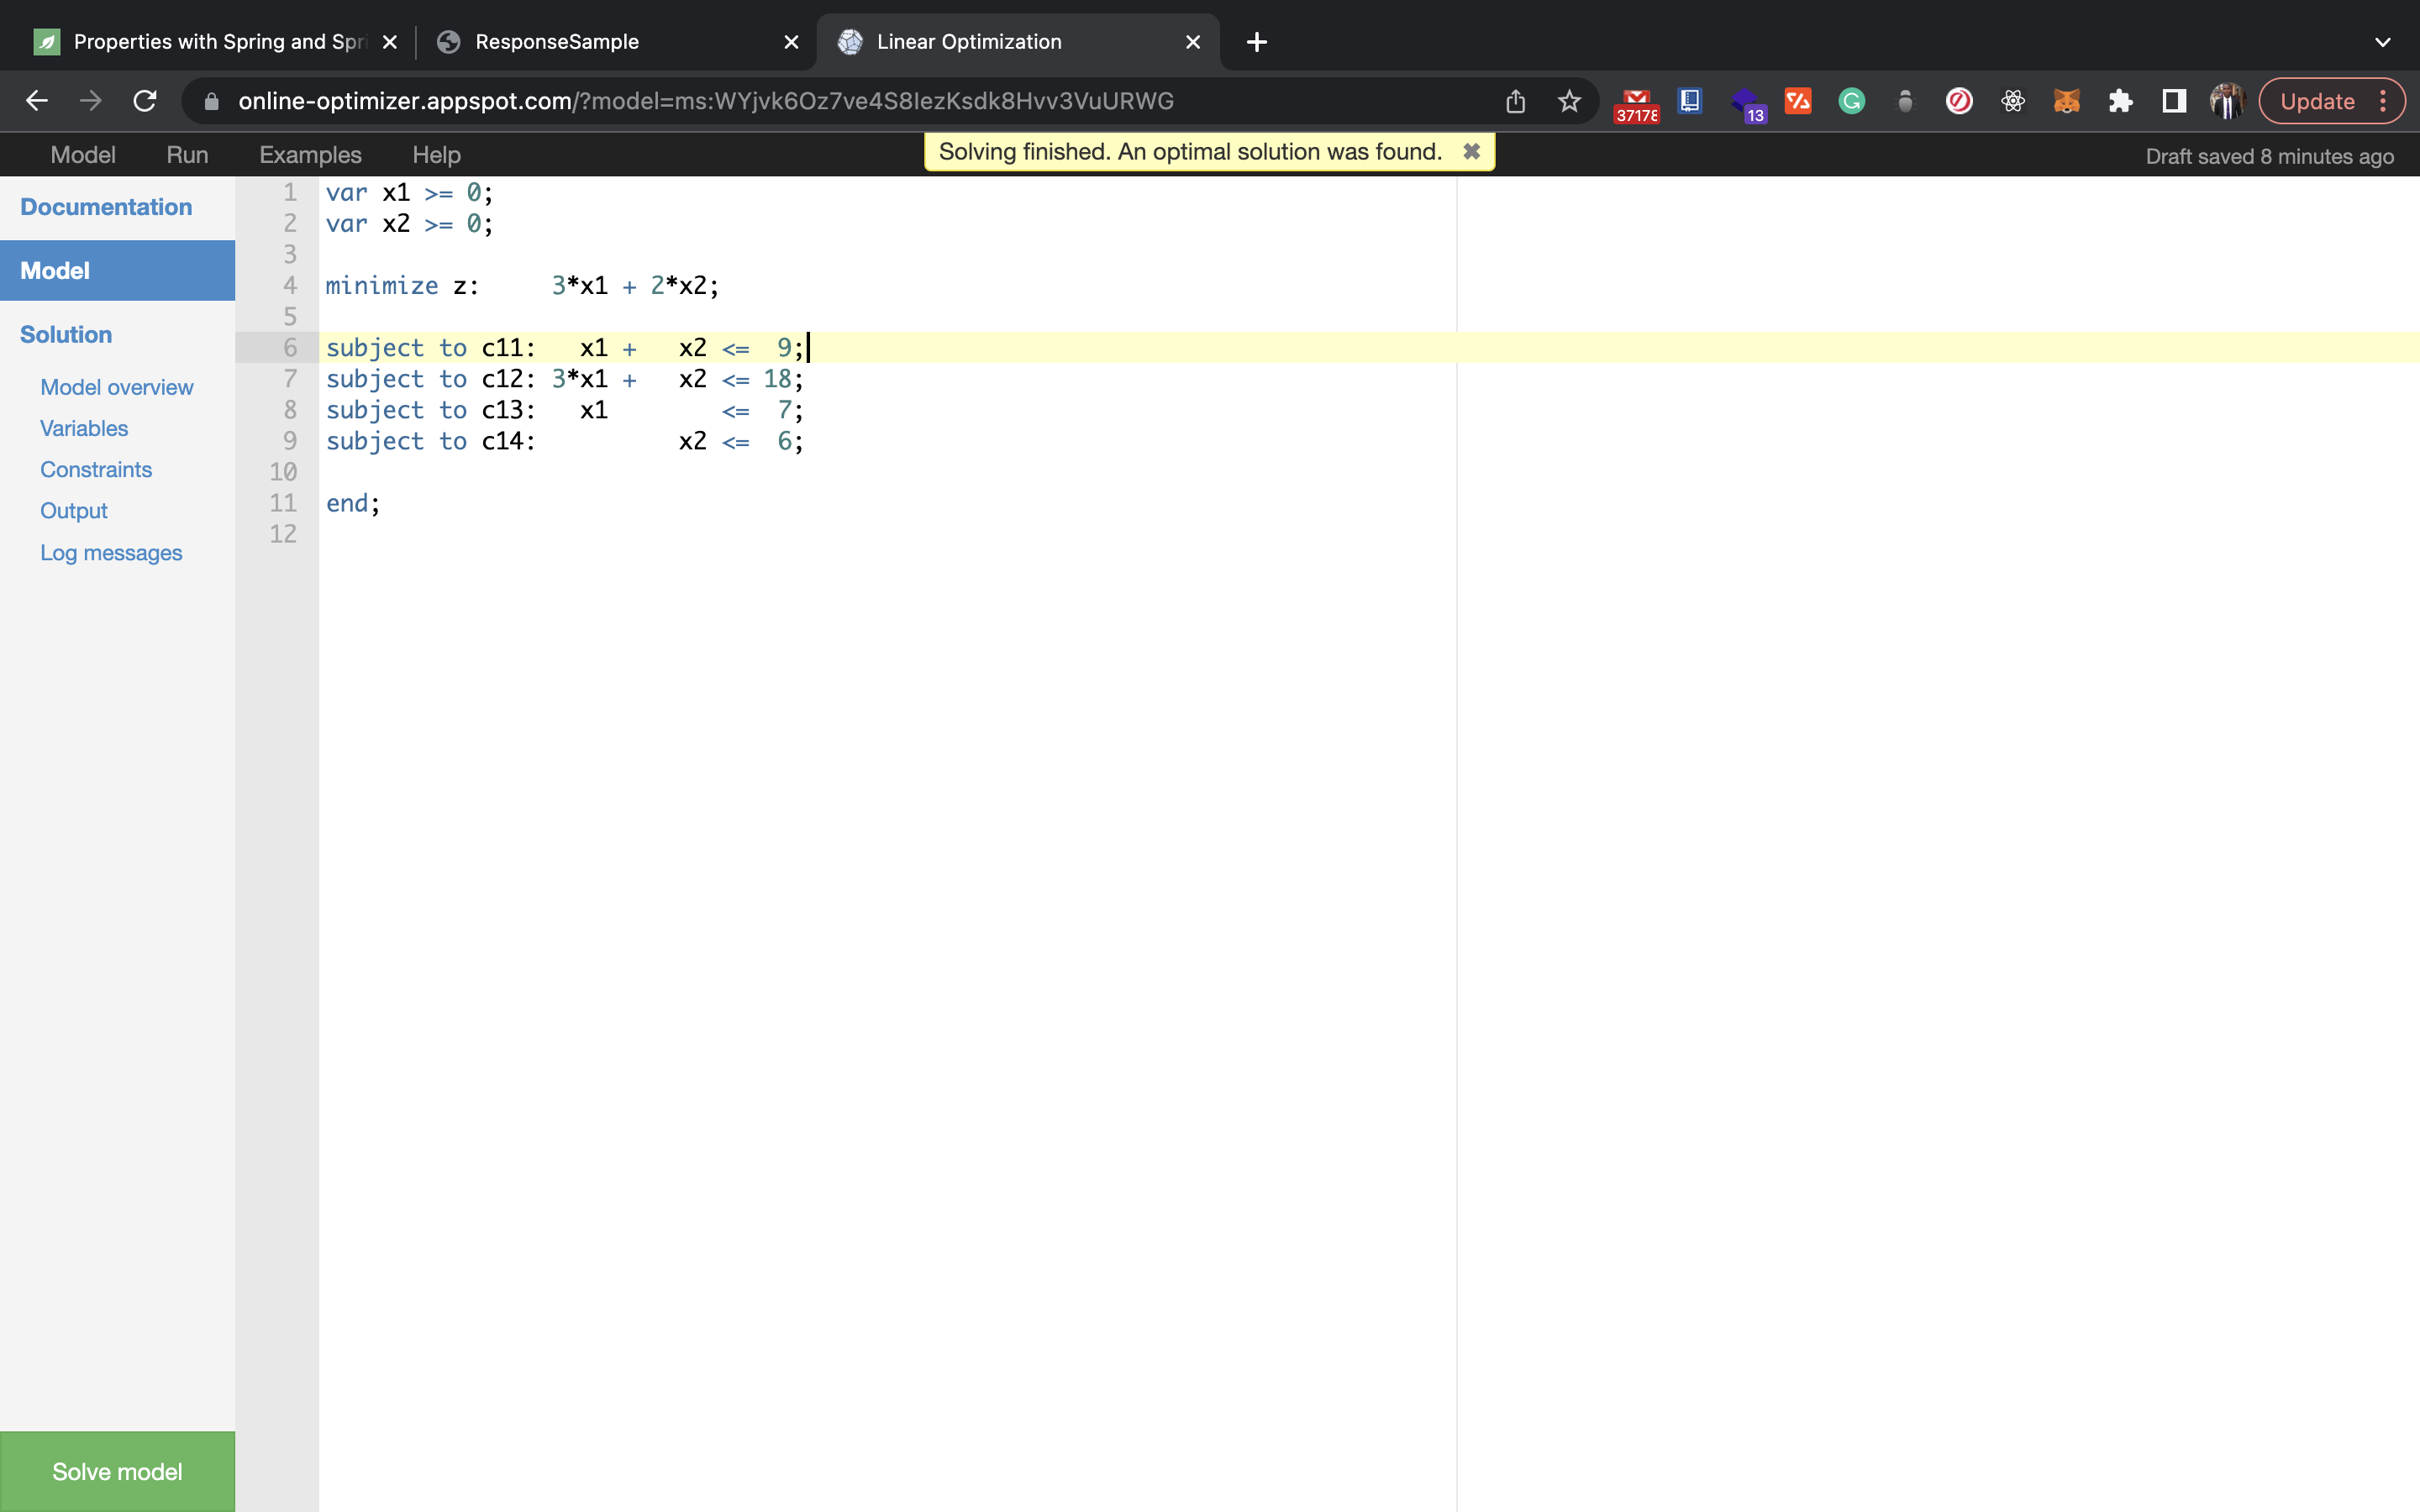 Properties with Spring and Spri
ResponseSample
Linear Optimization
online-optimizer.appspot.com/?model=ms:WYjvk6Oz7ve4S8IezKsdk8Hvv3VuURWG
37178
13
Update
Model Run Examples Help
Solving finished. An optimal solution was found.
Draft saved 8 minutes ago
Documentation
Model
Solution
Model overview
Variables
Constraints
Output
Log messages
Solve model
1 var x1 >= 0;
2 var x2 >= 0;
3
4 minimize z:     3*x1 + 2*x2;
5
6 subject to c11:   x1 +   x2 <=  9;
7 subject to c12: 3*x1 +   x2 <= 18;
8 subject to c13:   x1        <=  7;
9 subject to c14:          x2 <=  6;
10
11 end;
12